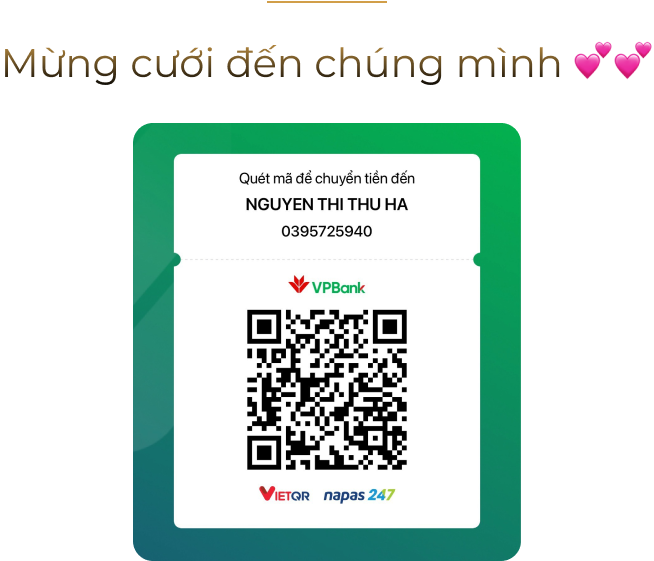 Mừng cưới đến chúng mình 💕💕
Quét mã để chuyển tiền đến
NGUYEN THI THU HA
0395725940
VPBank
VIETQR napas 247